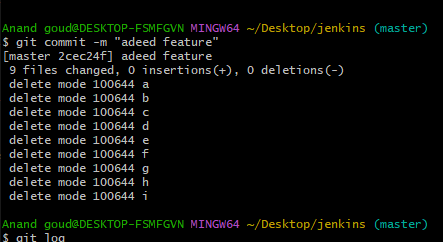 Anand goud@DESKTOP-FSMFGVN MINGW64 ~/Desktop/jenkins (master)
$ git commit -m "adeed feature"
[master 2cec24f] adeed feature
 9 files changed, 0 insertions(+), 0 deletions(-)
 delete mode 100644 a
 delete mode 100644 b
 delete mode 100644 c
 delete mode 100644 d
 delete mode 100644 e
 delete mode 100644 f
 delete mode 100644 g
 delete mode 100644 h
 delete mode 100644 i
Anand goud@DESKTOP-FSMFGVN MINGW64 ~/Desktop/jenkins (master)
$ git log